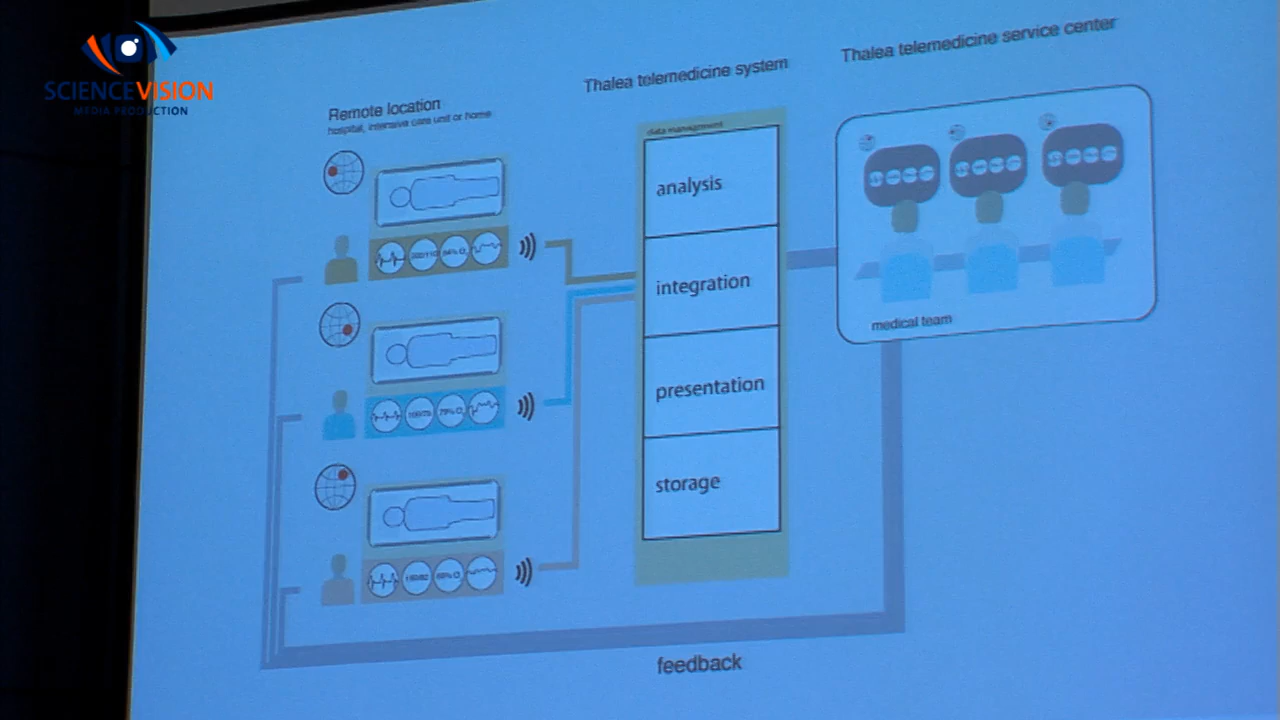 SCIENCEVISION
MEDIA PRODUCTION
Thalea telemedicine service center
Thalea telemedicine system
Remote location
hospital, intensive care unit or home
data management
analysis
integration
presentation
storage
medical team
feedback